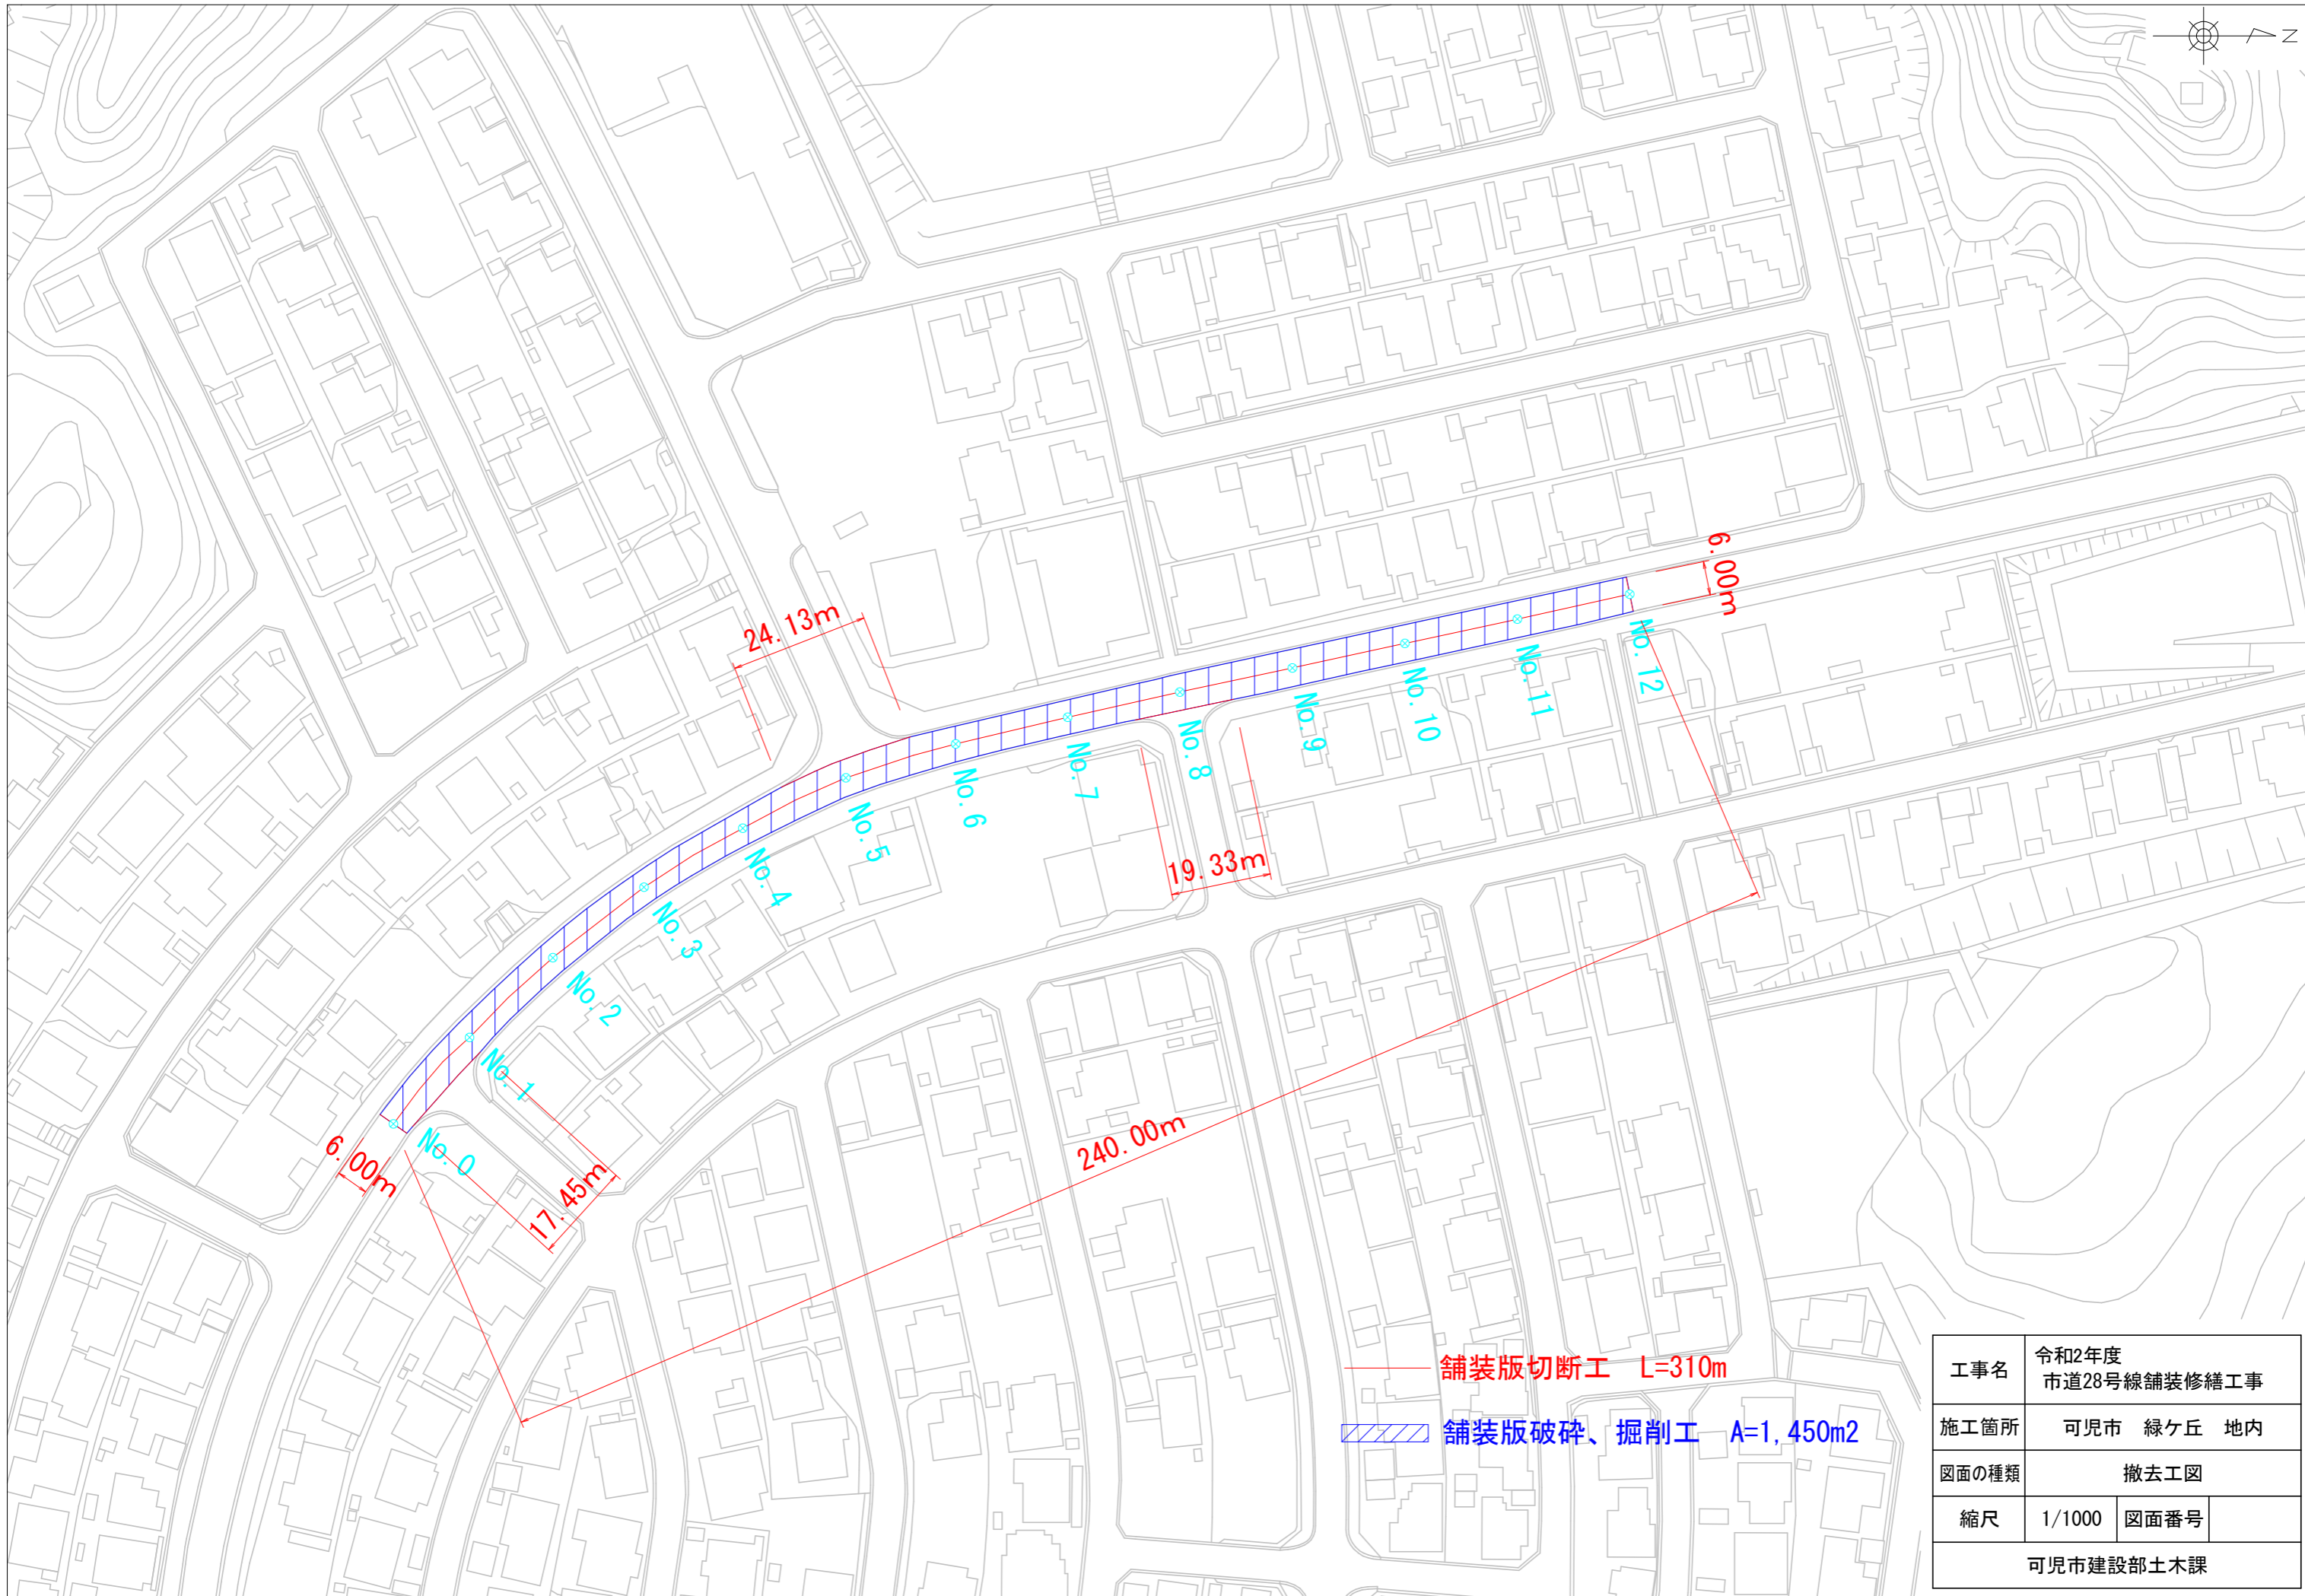 Z
6.00m
24.13m
No.12
No.11
No.10
No.9
No.8
No.7
No.6
No.5
No.4
No.3
No.2
No.1
No.0
19.33m
240.00m
6.00m
17.45m
舗装版切断工 L=310m
舗装版破砕、掘削工 A=1,450m2
工事名 令和2年度
市道28号線舗装修繕工事
施工箇所 可児市 緑ケ丘 地内
図面の種類 撤去工図
縮尺 1/1000 図面番号
可児市建設部土木課